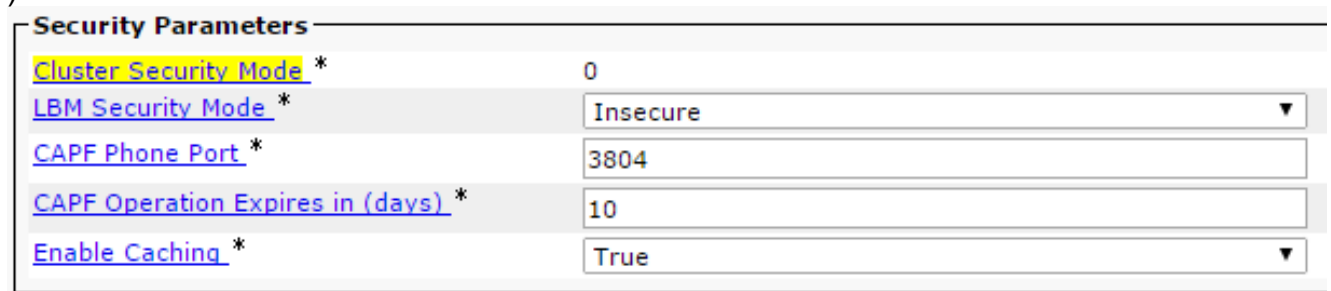 Security Parameters
Cluster Security Mode * 0
LBM Security Mode * Insecure
CAPF Phone Port * 3804
CAPF Operation Expires in (days) * 10
Enable Caching * True